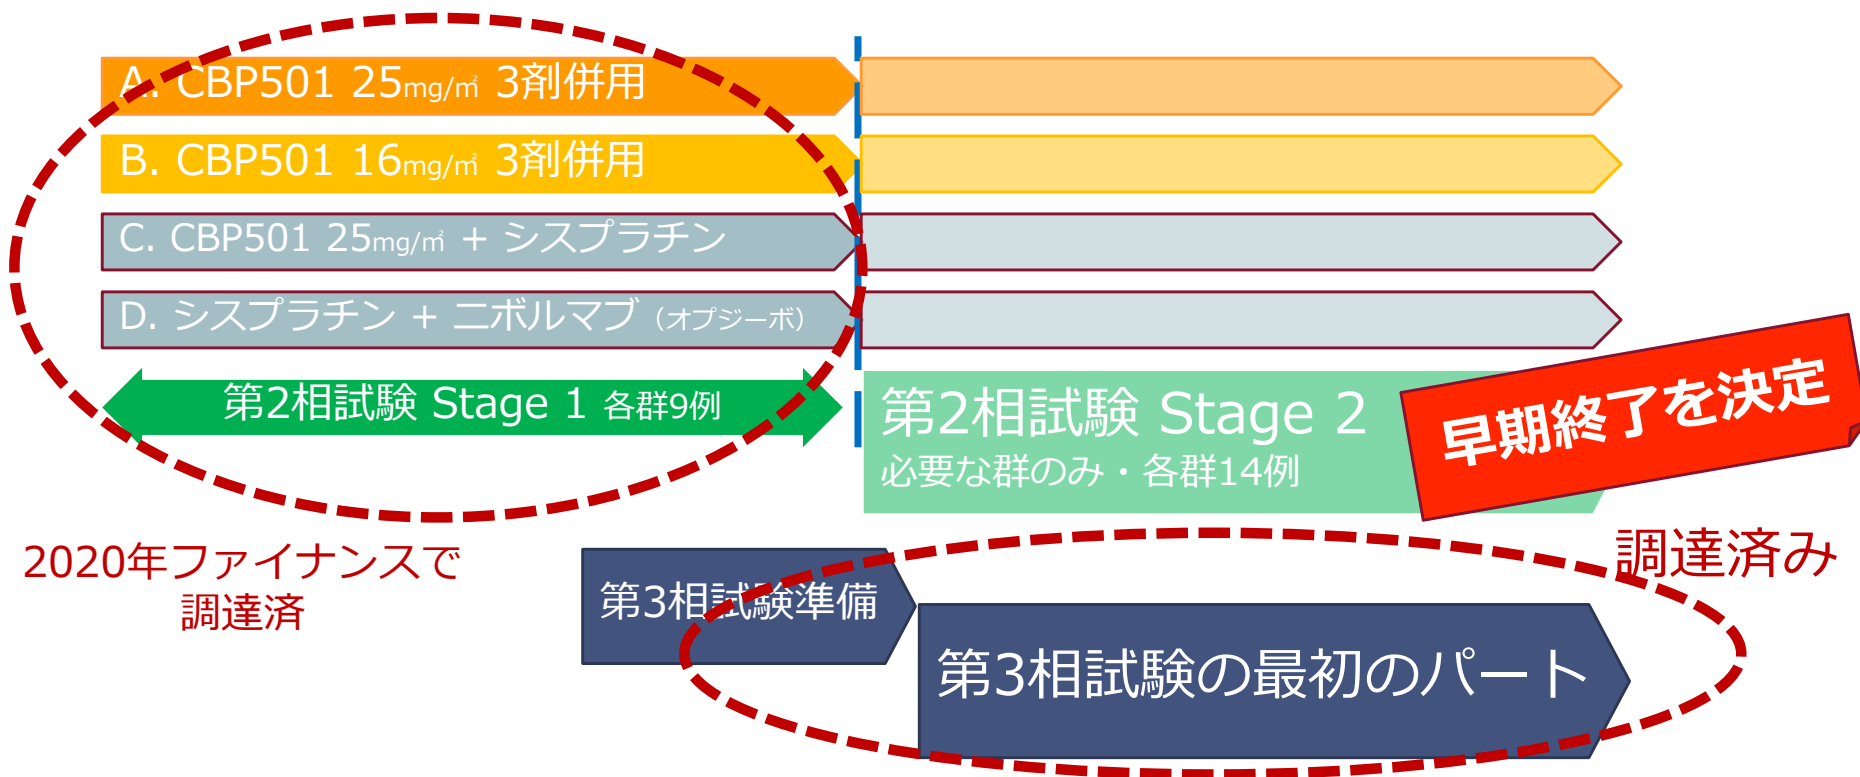 A. CBP501 25mg/㎡ 3剤併用
B. CBP501 16mg/㎡ 3剤併用
C. CBP501 25mg/㎡ + シスプラチン
D. シスプラチン + ニボルマブ（オプジーボ）
第2相試験 Stage 1 各群9例
第2相試験 Stage 2
必要な群のみ・各群14例
早期終了を決定
2020年ファイナンスで
調達済
調達済み
第3相試験準備
第3相試験の最初のパート